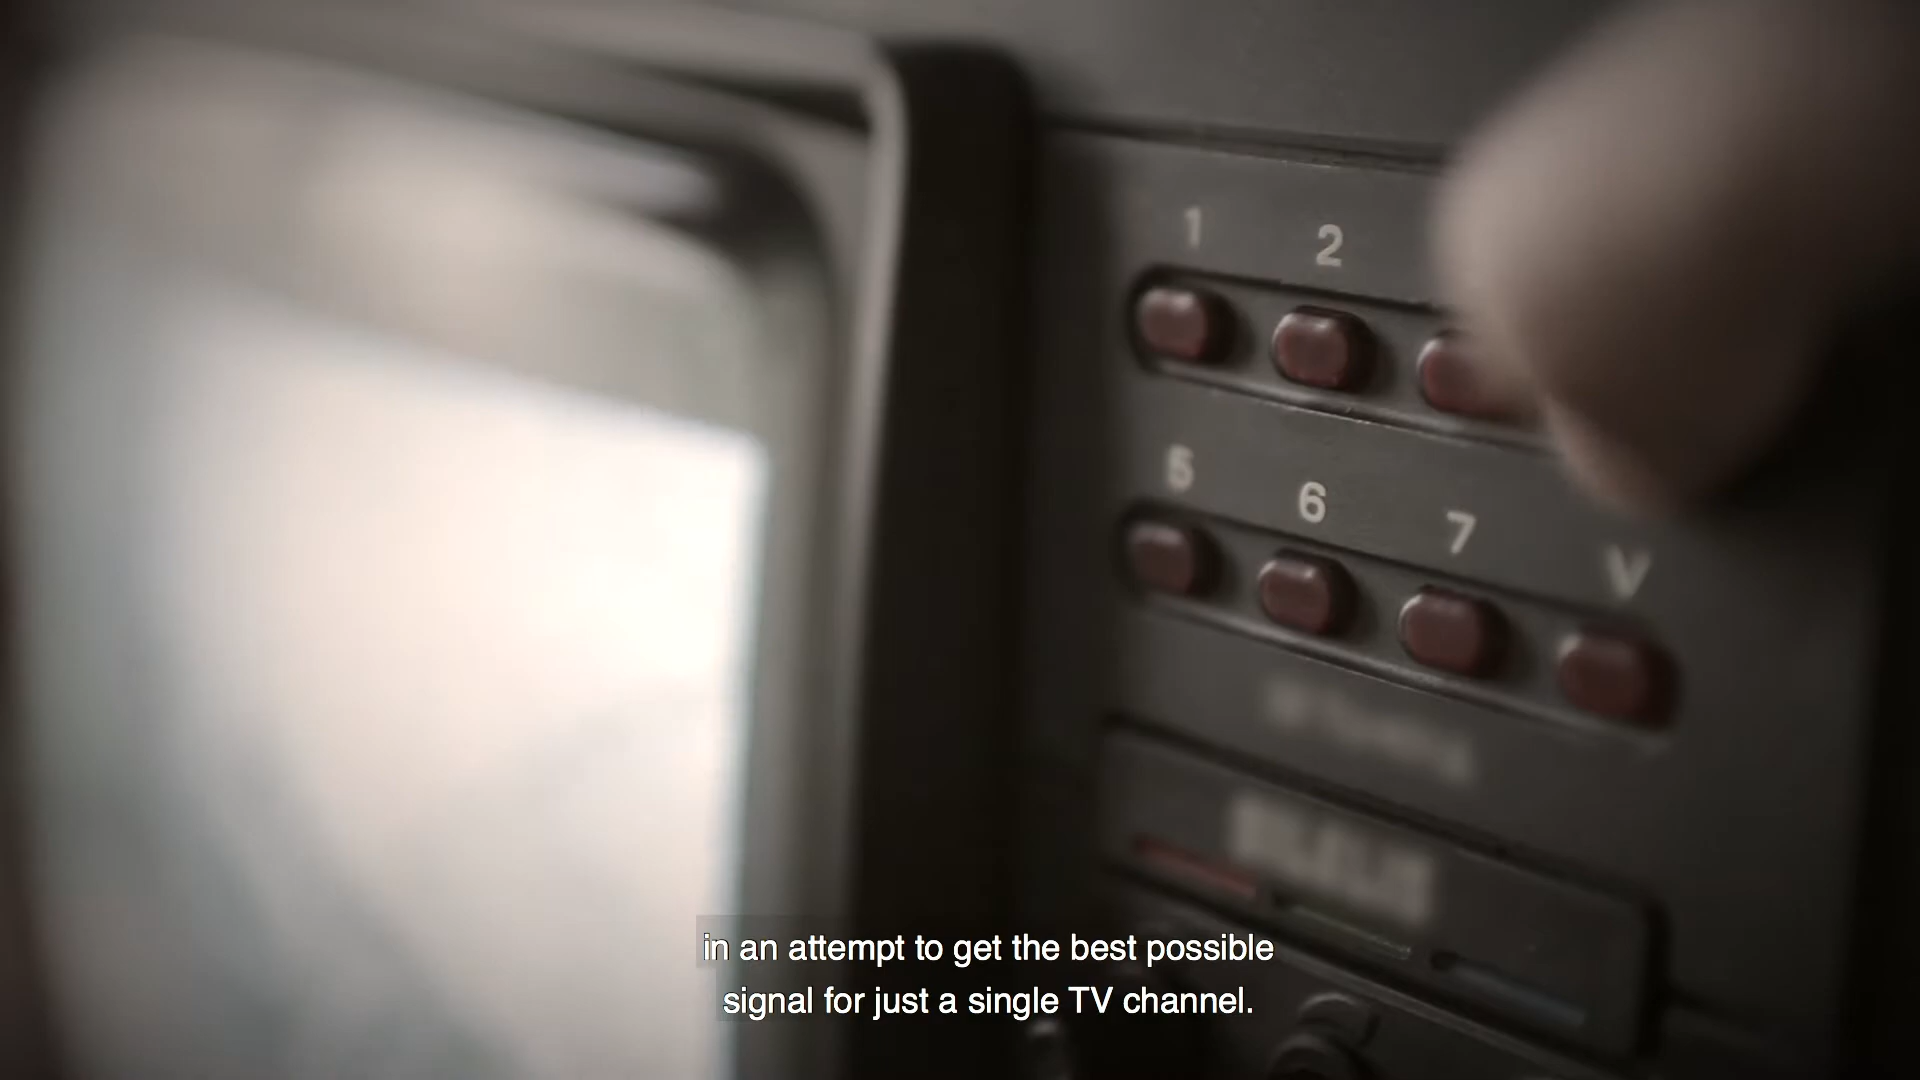 1 2
5 6 7 V
in an attempt to get the best possible
signal for just a single TV channel.